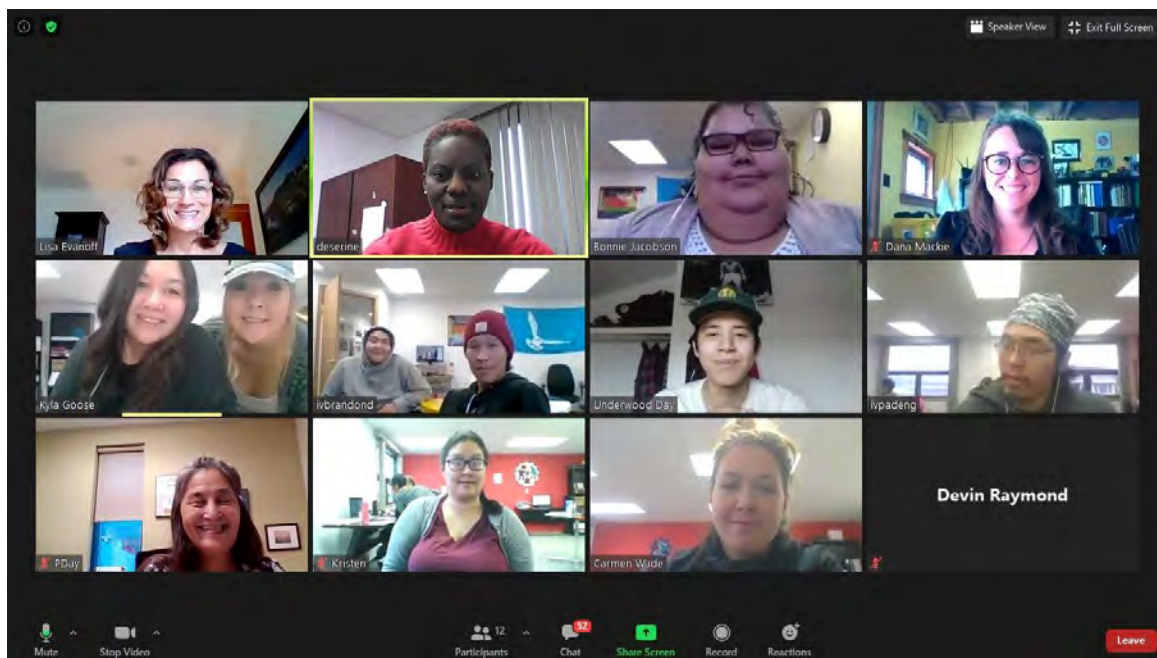 Speaker View
Exit Full Screen
Lisa Evanoff
deserine
Bonnie Jacobson
Dana Mackie
Kyla Goose
ivbrandond
Underwood Day
ivpadeng
PDay
Kristen
Carmen Wade
Devin Raymond
Mute
Stop Video
Participants
12
Chat
52
Share Screen
Record
Reactions
Leave